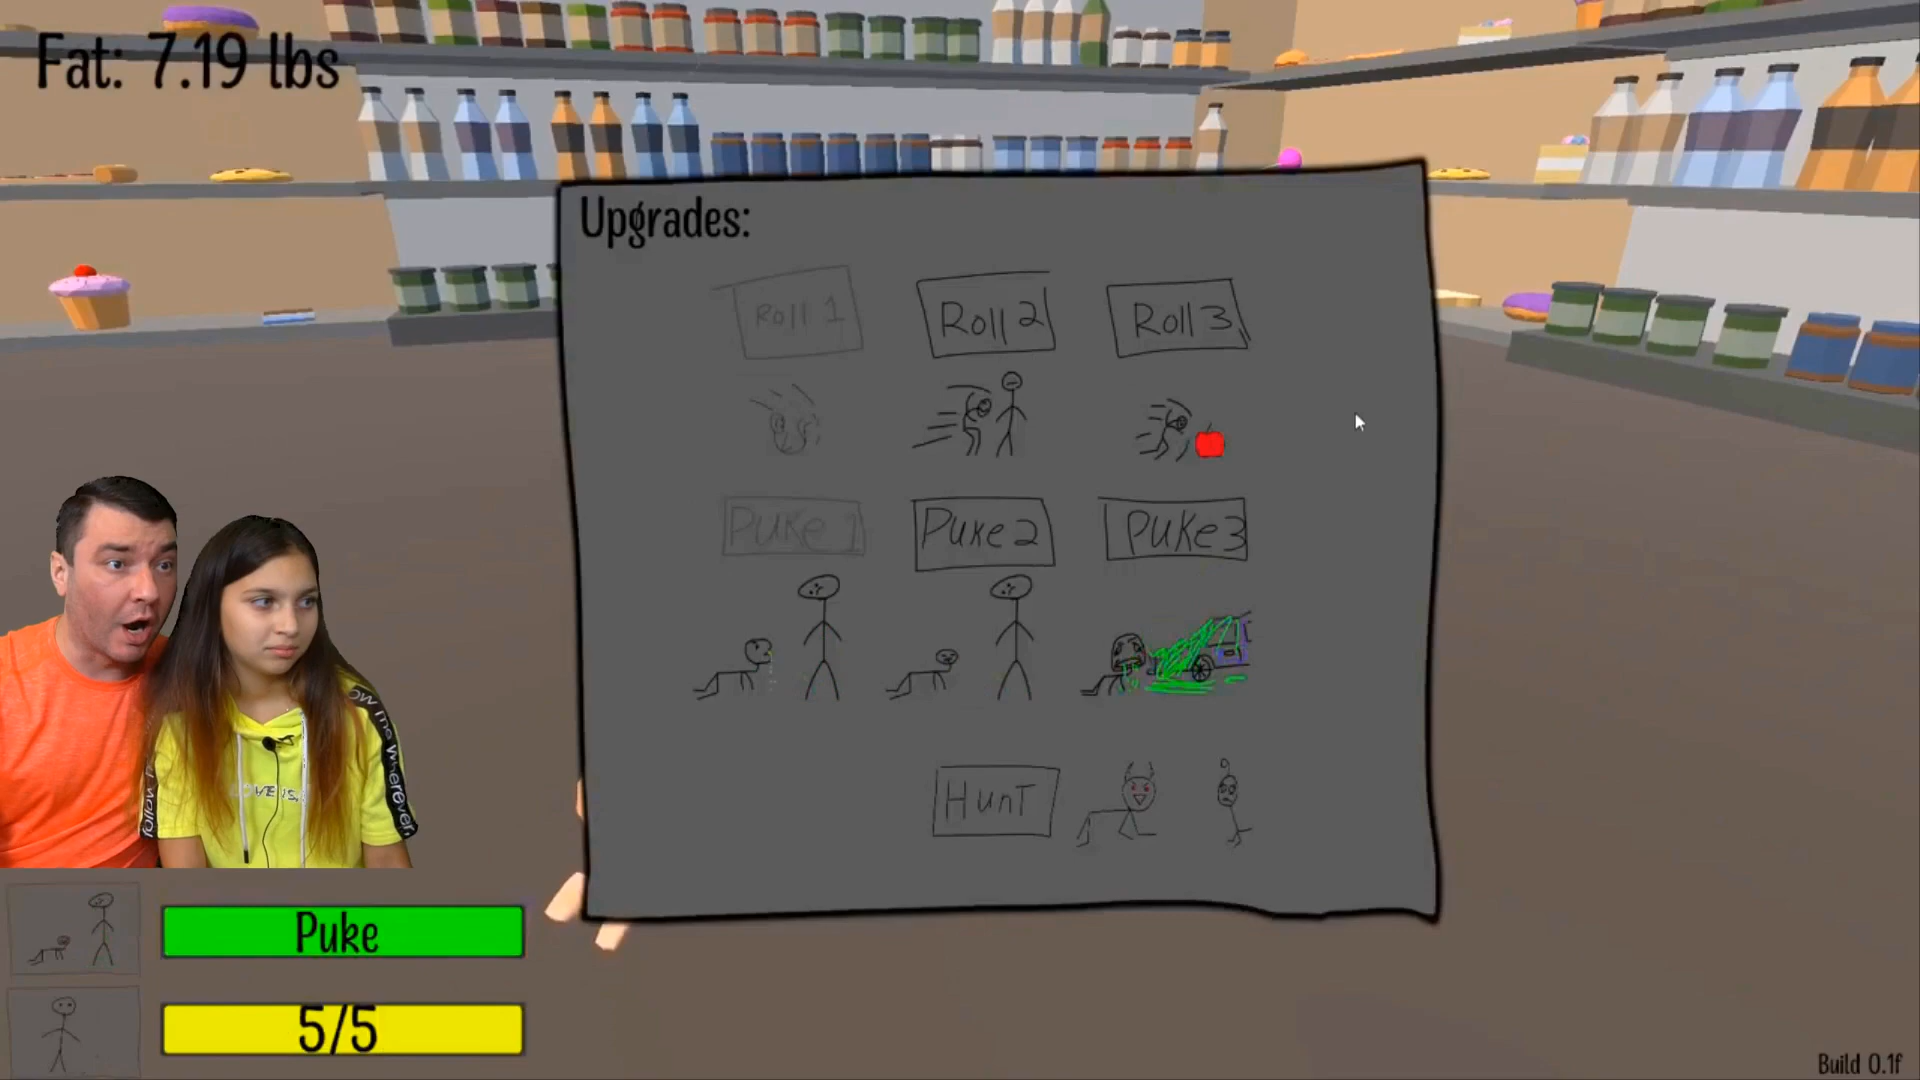 Fat: 7.19 lbs
Upgrades:
Roll 1
Roll 2
Roll 3
Puke 1
Puke 2
Puke 3
Hunt
Puke
5/5
Build 0.1f